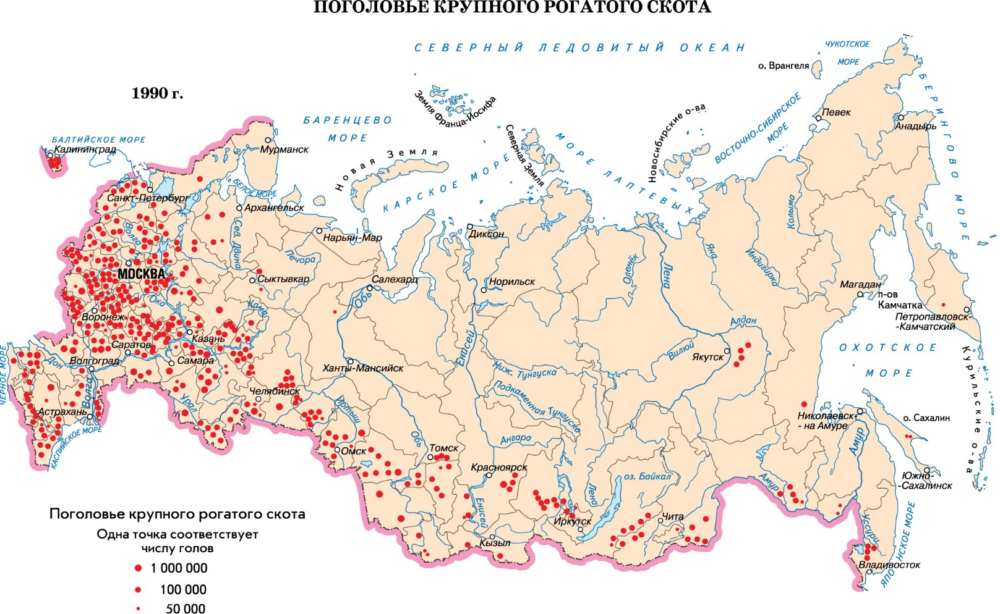 ПОГОЛОВЬЕ КРУПНОГО РОГАТОГО СКОТА
СЕВЕРНЫЙ ЛЕДОВИТЫЙ ОКЕАН
ЧУКОТСКОЕ
МОРЕ
о. Врангеля
1990 г.
Земля Франца-Иосифа
БАРЕНЦЕВО
МОРЕ
Новосибирские о-ва
ВОСТОЧНО-СИБИРСКОЕ
МОРЕ
Певек
Анадырь
БЕРИНГОВО МОРЕ
БАЛТИЙСКОЕ МОРЕ
Калининград
Мурманск
Новая Земля
Северная Земля
МОРЕ ЛАПТЕВЫХ
КАРСКОЕ МОРЕ
БЕЛОЕ МОРЕ
Санкт-Петербург
Архангельск
Нарьян-Мар
Диксон
Волга
Сев. Двина
Печора
Оленёк
Лена
Яна
Индигирка
Колыма
МОСКВА
Сыктывкар
Салехард
Норильск
Магадан
п-ов
Камчатка
Петропавловск-
-Камчатский
Обь
Ока
Кама
Воронеж
Казань
Саратов
Самара
Волгоград
Дон
ЧЕРНОЕ МОРЕ
Енисей
Алдан
Вилюй
Якутск
ОХОТСКОЕ
МОРЕ
Курильские о-ва
Ханты-Мансийск
Ниж. Тунгуска
Подкаменная Тунгуска
Челябинск
Волга
Урал
Астрахань
КАСПИЙСКОЕ МОРЕ
Иртыш
Обь
Омск
Томск
Ангара
Красноярск
Енисей
Николаевск-
-на Амуре
о. Сахалин
Амур
Амур
Южно-
-Сахалинск
оз. Байкал
Лена
Иркутск
Чита
Кызыл
Уссури
Владивосток
ЯПОНСКОЕ МОРЕ
Поголовье крупного рогатого скота
Одна точка соответствует
числу голов
1 000 000
100 000
50 000